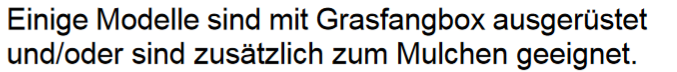 Einige Modelle sind mit Grasfangbox ausgerüstet
und/oder sind zusätzlich zum Mulchen geeignet.